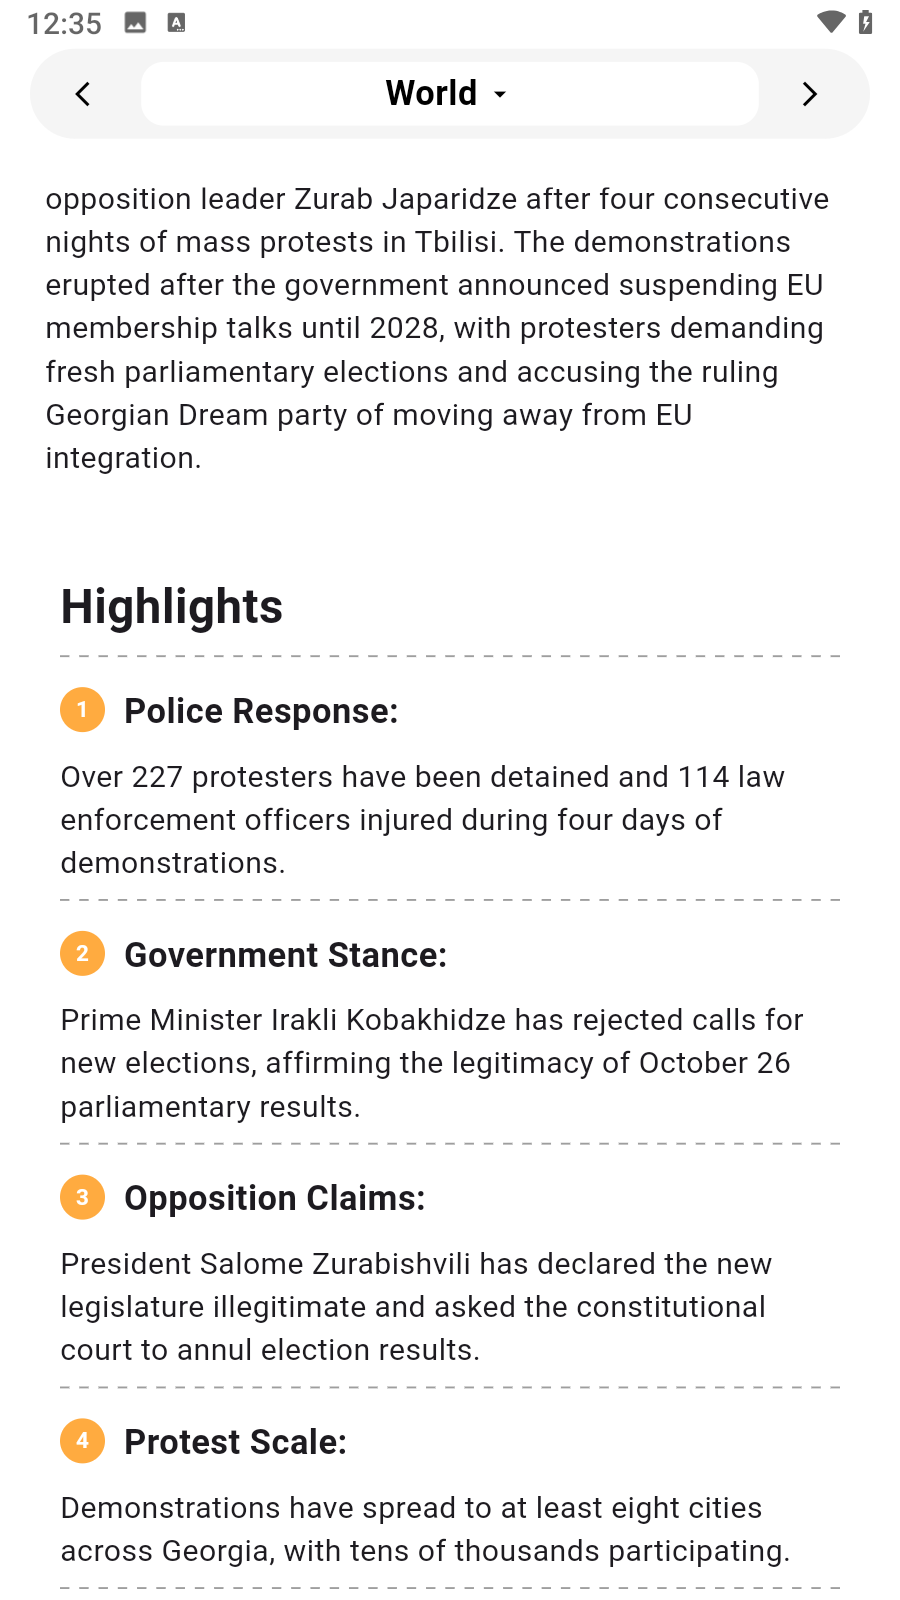 12:35
World
opposition leader Zurab Japaridze after four consecutive
nights of mass protests in Tbilisi. The demonstrations
erupted after the government announced suspending EU
membership talks until 2028, with protesters demanding
fresh parliamentary elections and accusing the ruling
Georgian Dream party of moving away from EU
integration.
Highlights
1 Police Response:
Over 227 protesters have been detained and 114 law
enforcement officers injured during four days of
demonstrations.
2 Government Stance:
Prime Minister Irakli Kobakhidze has rejected calls for
new elections, affirming the legitimacy of October 26
parliamentary results.
3 Opposition Claims:
President Salome Zurabishvili has declared the new
legislature illegitimate and asked the constitutional
court to annul election results.
4 Protest Scale:
Demonstrations have spread to at least eight cities
across Georgia, with tens of thousands participating.